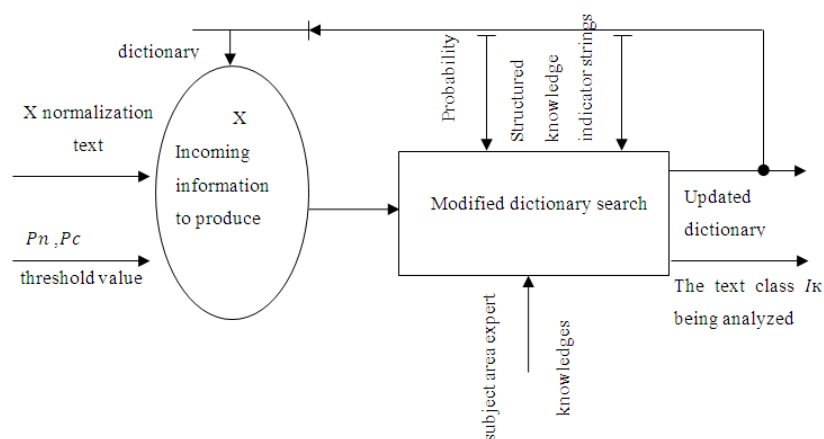 dictionary
X normalization
text
X
Incoming
information
to produce
Pn ,Pc
threshold value
Probability
Structured
knowledge
indicator strings
Modified dictionary search
Updated
dictionary
The text class Iк
being analyzed
subject area expert
knowledges